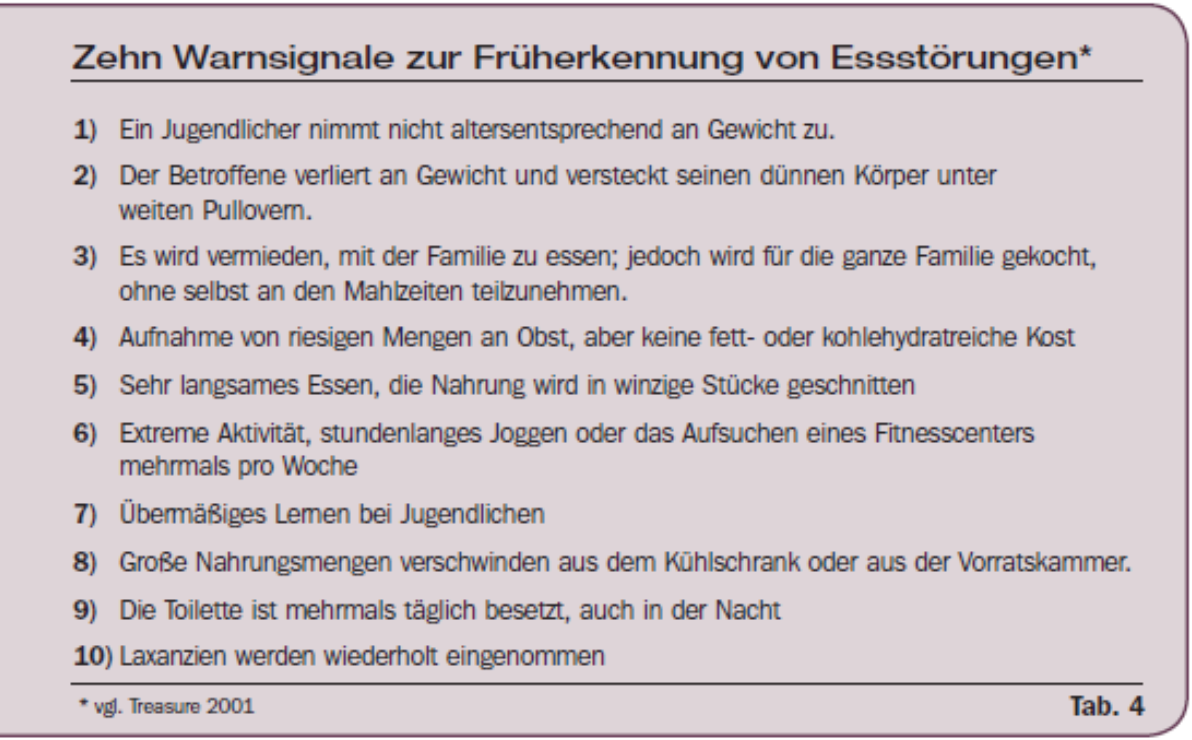 Zehn Warnsignale zur Früherkennung von Essstörungen*
1) Ein Jugendlicher nimmt nicht altersentsprechend an Gewicht zu.
2) Der Betroffene verliert an Gewicht und versteckt seinen dünnen Körper unter
weiten Pullovern.
3) Es wird vermieden, mit der Familie zu essen; jedoch wird für die ganze Familie gekocht,
ohne selbst an den Mahlzeiten teilzunehmen.
4) Aufnahme von riesigen Mengen an Obst, aber keine fett- oder kohlehydratreiche Kost
5) Sehr langsames Essen, die Nahrung wird in winzige Stücke geschnitten
6) Extreme Aktivität, stundenlanges Joggen oder das Aufsuchen eines Fitnesscenters
mehrmals pro Woche
7) Übermäßiges Lernen bei Jugendlichen
8) Große Nahrungsmengen verschwinden aus dem Kühlschrank oder aus der Vorratskammer.
9) Die Toilette ist mehrmals täglich besetzt, auch in der Nacht
10) Laxanzien werden wiederholt eingenommen
* vgl. Treasure 2001 Tab. 4